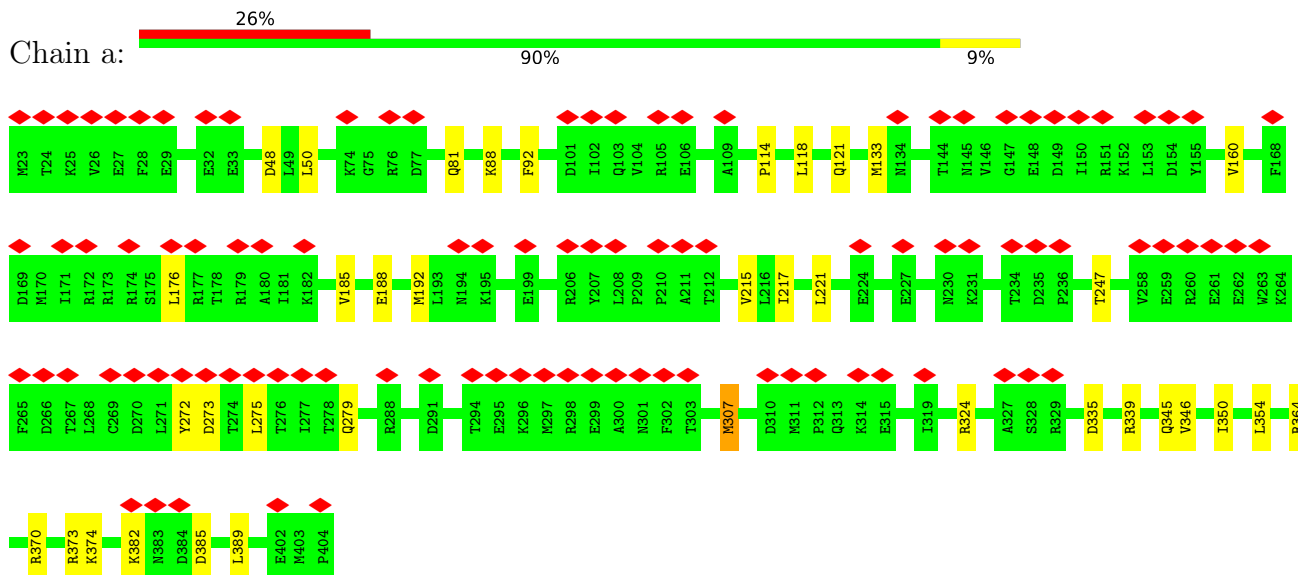 26%
Chain a:
90% 9%
M23 T24 K25 V26 E27 F28 E29 E32 E33 D48 L49 L50 K74 G75 R76 D77 Q81 K88 F92 D101 I102 Q103 V104 R105 E106 A109 P114 L118 Q121 M133 N134 T144 N145 V146 G147 E148 D149 I150 R151 K152 L153 D154 Y155 V160 F168
D169 M170 I171 R172 R173 R174 S175 L176 R177 T178 R179 A180 I181 K182 V185 E188 M192 L193 N194 K195 E199 R206 Y207 L208 P209 P210 A211 T212 V215 L216 I217 L221 E224 E227 N230 K231 T234 D235 P236 T247 V258 E259 R260 E261 E262 W263 K264
F265 D266 T267 L268 C269 D270 L271 Y272 D273 T274 L275 T276 I277 T278 Q279 R288 D291 T294 E295 K296 M297 R298 E299 A300 N301 F302 T303 M307 D310 M311 P312 Q313 K314 E315 I319 R324 A327 S328 R329 D335 R339 Q345 V346 I350 L354 R364
R370 R373 K374 K382 N383 D384 D385 L389 E402 M403 P404